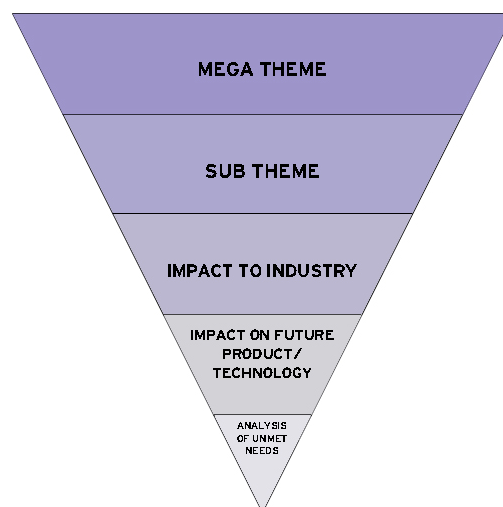 MEGA THEME
SUB THEME
IMPACT TO INDUSTRY
IMPACT ON FUTURE
PRODUCT/
TECHNOLOGY
ANALYSIS
OF UNMET
NEEDS